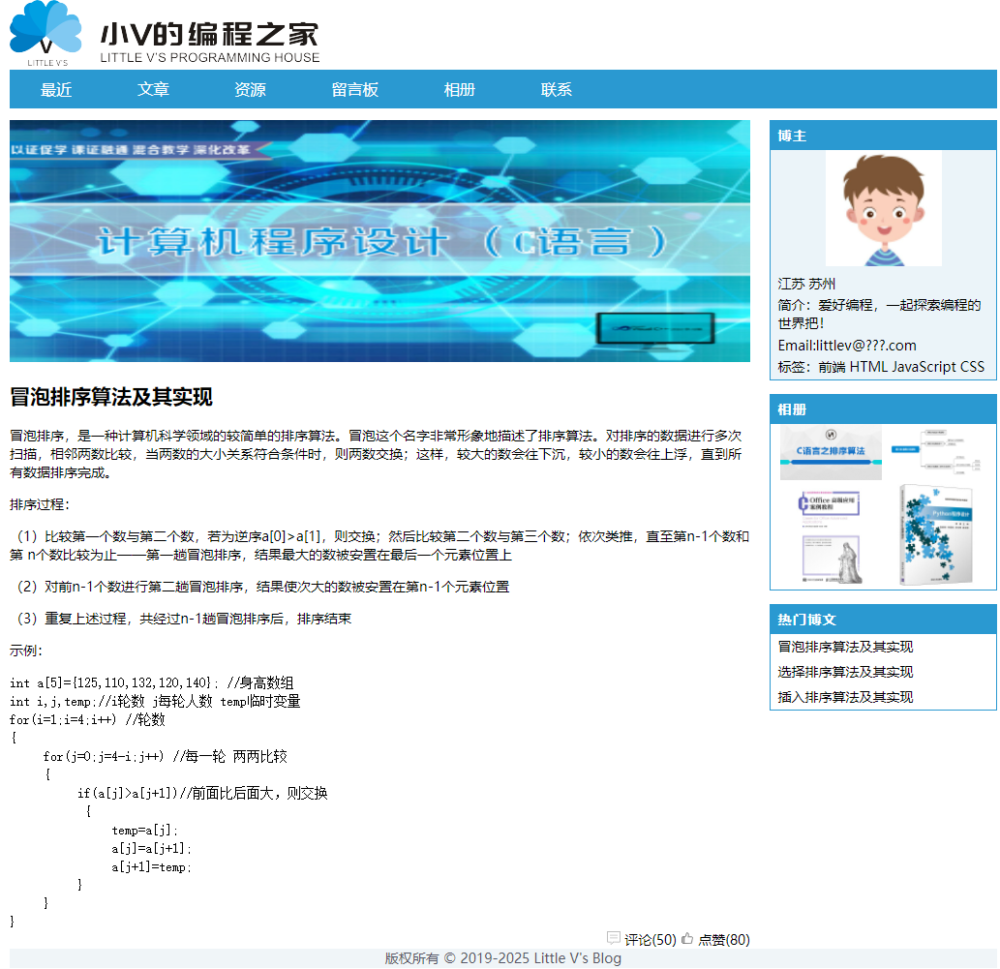 LITTLE V'S
小V的编程之家
LITTLE V'S PROGRAMMING HOUSE
最近 文章 资源 留言板 相册 联系
以证促学 课证融通 混合教学 深化改革
计算机程序设计（C语言）
冒泡排序算法及其实现
冒泡排序，是一种计算机科学领域的较简单的排序算法。冒泡这个名字非常形象地描述了排序算法。对排序的数据进行多次
扫描，相邻两数比较，当两数的大小关系符合条件时，则两数交换；这样，较大的数会往下沉，较小的数会往上浮，直到所
有数据排序完成。
排序过程：
（1）比较第一个数与第二个数，若为逆序a[0]>a[1]，则交换；然后比较第二个数与第三个数；依次类推，直至第n-1个数和
第 n个数比较为止——第一趟冒泡排序，结果最大的数被安置在最后一个元素位置上
（2）对前n-1个数进行第二趟冒泡排序，结果使次大的数被安置在第n-1个元素位置
（3）重复上述过程，共经过n-1趟冒泡排序后，排序结束
示例：
int a[5]={125,110,132,120,140}; //身高数组
int i,j,temp;//i轮数 j每轮人数 temp临时变量
for(i=1;i=4;i++) //轮数
{
for(j=0;j=4-i;j++) //每一轮 两两比较
{
if(a[j]>a[j+1])//前面比后面大，则交换
{
temp=a[j];
a[j]=a[j+1];
a[j+1]=temp;
}
}
}
评论(50) 点赞(80)
博主
江苏 苏州
简介：爱好编程，一起探索编程的
世界把！
Email:littlev@???.com
标签：前端 HTML JavaScript CSS
相册
C语言之排序算法
Office 高级应用
案例教程
Python程序设计
热门博文
冒泡排序算法及其实现
选择排序算法及其实现
插入排序算法及其实现
版权所有 © 2019-2025 Little V's Blog